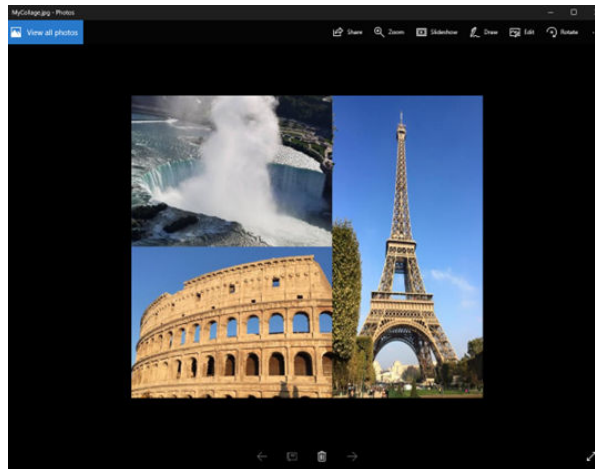 MyCollage.jpg - Photos
View all photos
Share
Zoom
Slideshow
Draw
Edit
Rotate